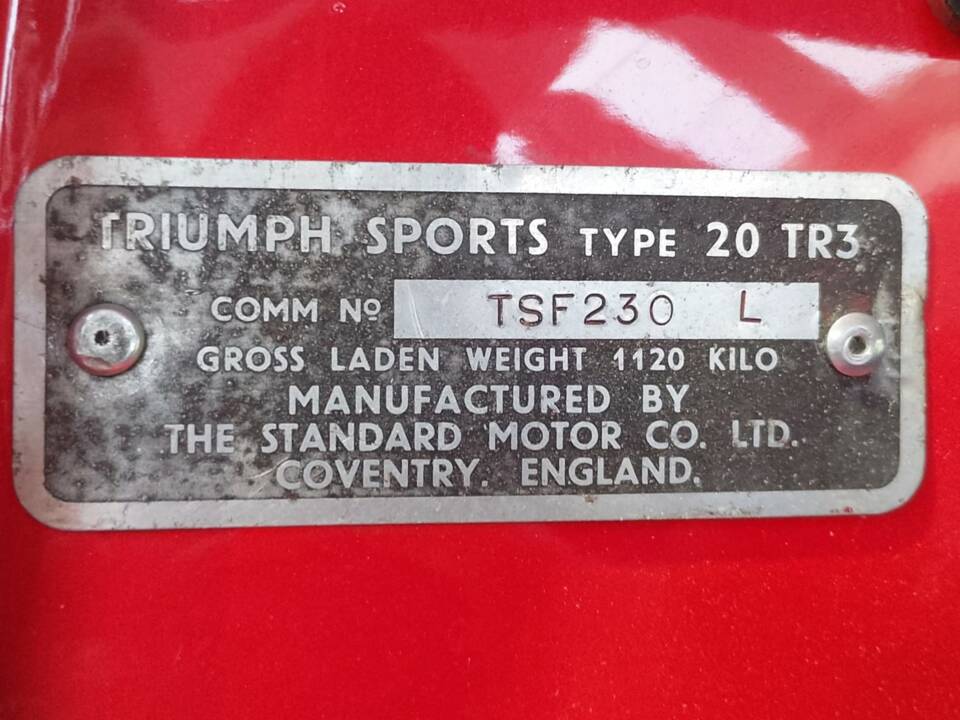 TRIUMPH SPORTS TYPE 20 TR3
COMM Nº TSF230 L
GROSS LADEN WEIGHT 1120 KILO
MANUFACTURED BY
THE STANDARD MOTOR CO. LTD.
COVENTRY. ENGLAND.